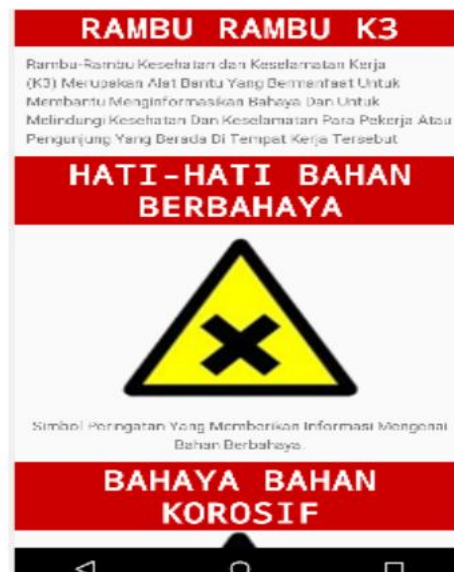 RAMBU RAMBU K3
Rambu-Rambu Kesehatan dan Keselamatan Kerja
(K3) Merupakan Alat Bantu Yang Bermanfaat Untuk
Membantu Menginformasikan Bahaya Dan Untuk
Melindungi Kesehatan Dan Keselamatan Para Pekerja Atau
Pengunjung Yang Berada Di Tempat Kerja Tersebut
HATI-HATI BAHAN
BERBAHAYA
Simbol Peringatan Yang Memberikan Informasi Mengenai
Bahan Berbahaya.
BAHAYA BAHAN
KOROSIF